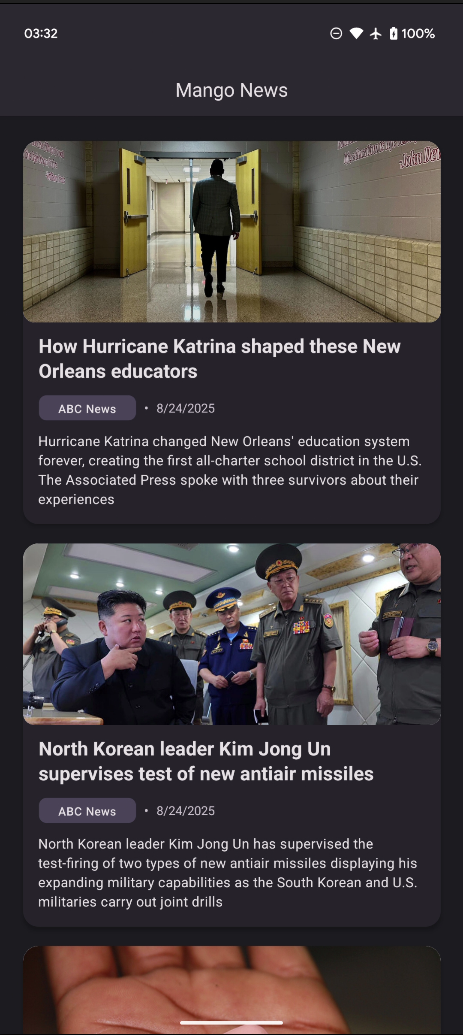 03:32
100%
Mango News
How Hurricane Katrina shaped these New
Orleans educators
ABC News • 8/24/2025
Hurricane Katrina changed New Orleans' education system
forever, creating the first all-charter school district in the U.S.
The Associated Press spoke with three survivors about their
experiences
North Korean leader Kim Jong Un
supervises test of new antiair missiles
ABC News • 8/24/2025
North Korean leader Kim Jong Un has supervised the
test-firing of two types of new antiair missiles displaying his
expanding military capabilities as the South Korean and U.S.
militaries carry out joint drills